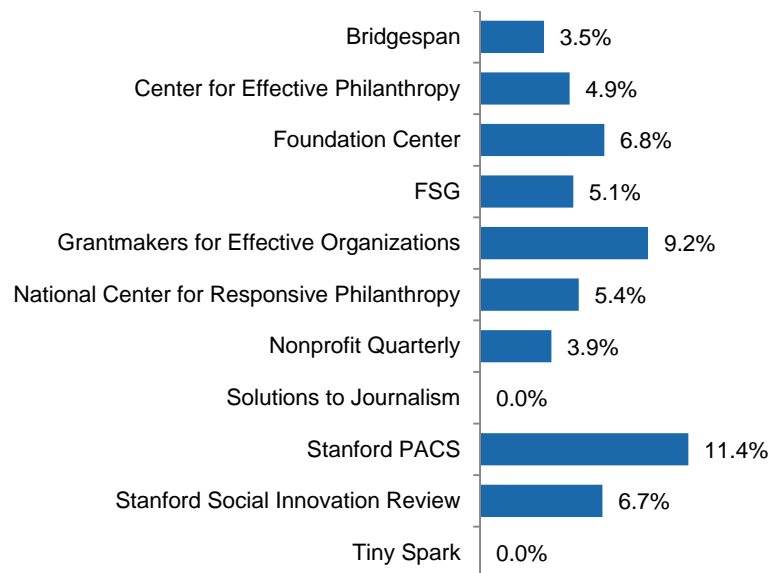 Bridgespan 3.5%
Center for Effective Philanthropy 4.9%
Foundation Center 6.8%
FSG 5.1%
Grantmakers for Effective Organizations 9.2%
National Center for Responsive Philanthropy 5.4%
Nonprofit Quarterly 3.9%
Solutions to Journalism 0.0%
Stanford PACS 11.4%
Stanford Social Innovation Review 6.7%
Tiny Spark 0.0%